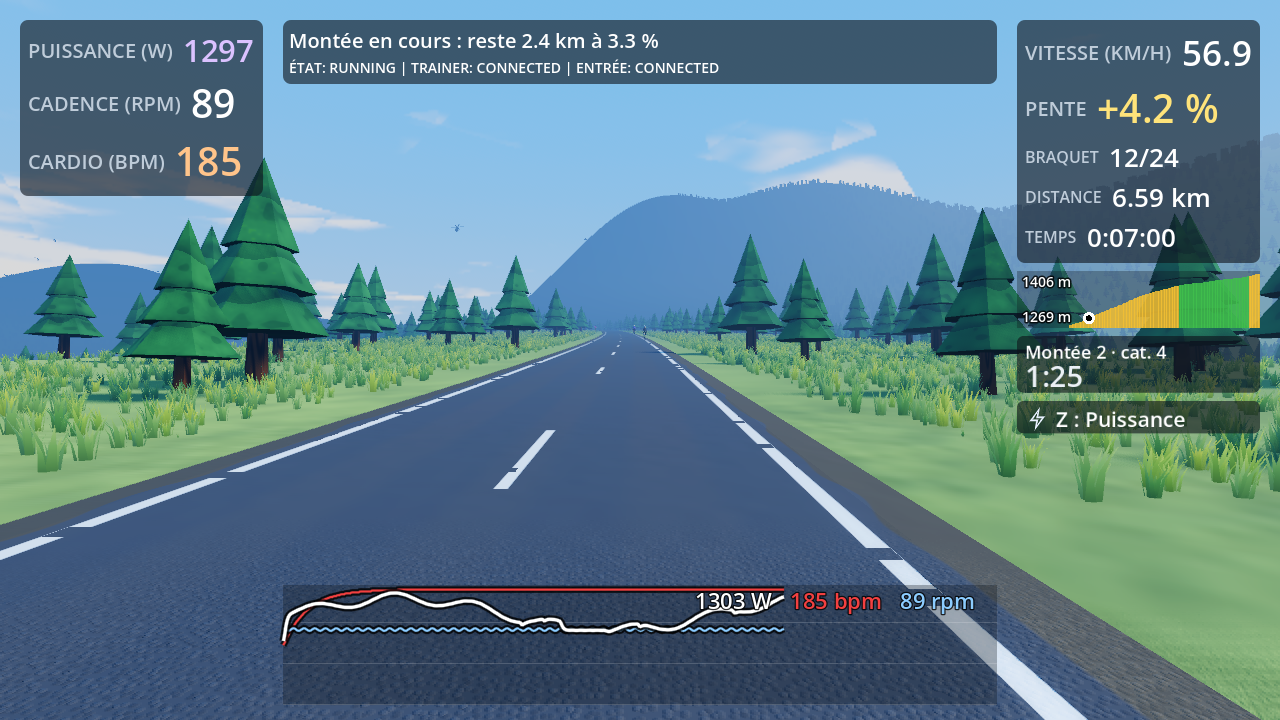 PUISSANCE (W) 1297
CADENCE (RPM) 89
CARDIO (BPM) 185
Montée en cours : reste 2.4 km à 3.3 %
ÉTAT: RUNNING | TRAINER: CONNECTED | ENTRÉE: CONNECTED
VITESSE (KM/H) 56.9
PENTE +4.2 %
BRAQUET 12/24
DISTANCE 6.59 km
TEMPS 0:07:00
1406 m
1269 m
Montée 2 · cat. 4
1:25
Z : Puissance
1303 W 185 bpm 89 rpm